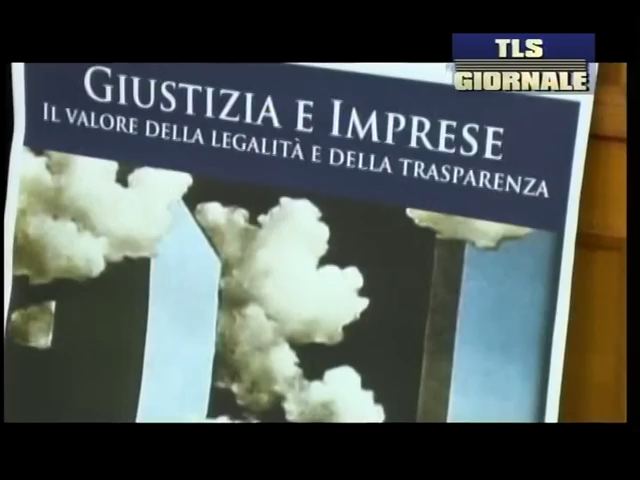 TLS
GIORNALE
GIUSTIZIA E IMPRESE
IL VALORE DELLA LEGALITÀ E DELLA TRASPARENZA